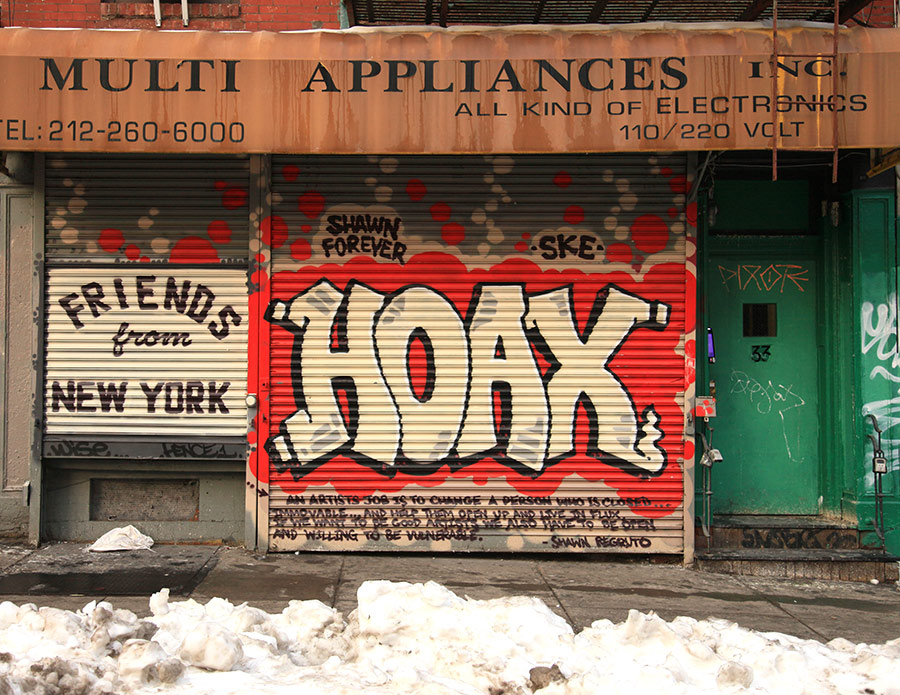 MULTI APPLIANCES INC.
ALL KIND OF ELECTRONICS
TEL: 212-260-6000
110/220 VOLT
SHAWN
FOREVER
·SKE·
FRIENDS
from
NEW YORK
HOAX
33
WISE
HENCE
AN ARTISTS JOB IS TO CHANGE A PERSON WHO IS CLOSED...
IMMOVABLE... AND HELP THEM OPEN UP AND LIVE IN FLUX...
IF WE WANT TO BE GOOD ARTISTS WE ALSO HAVE TO BE OPEN
AND WILLING TO BE VULNERABLE.
- SHAWN REGRUTO